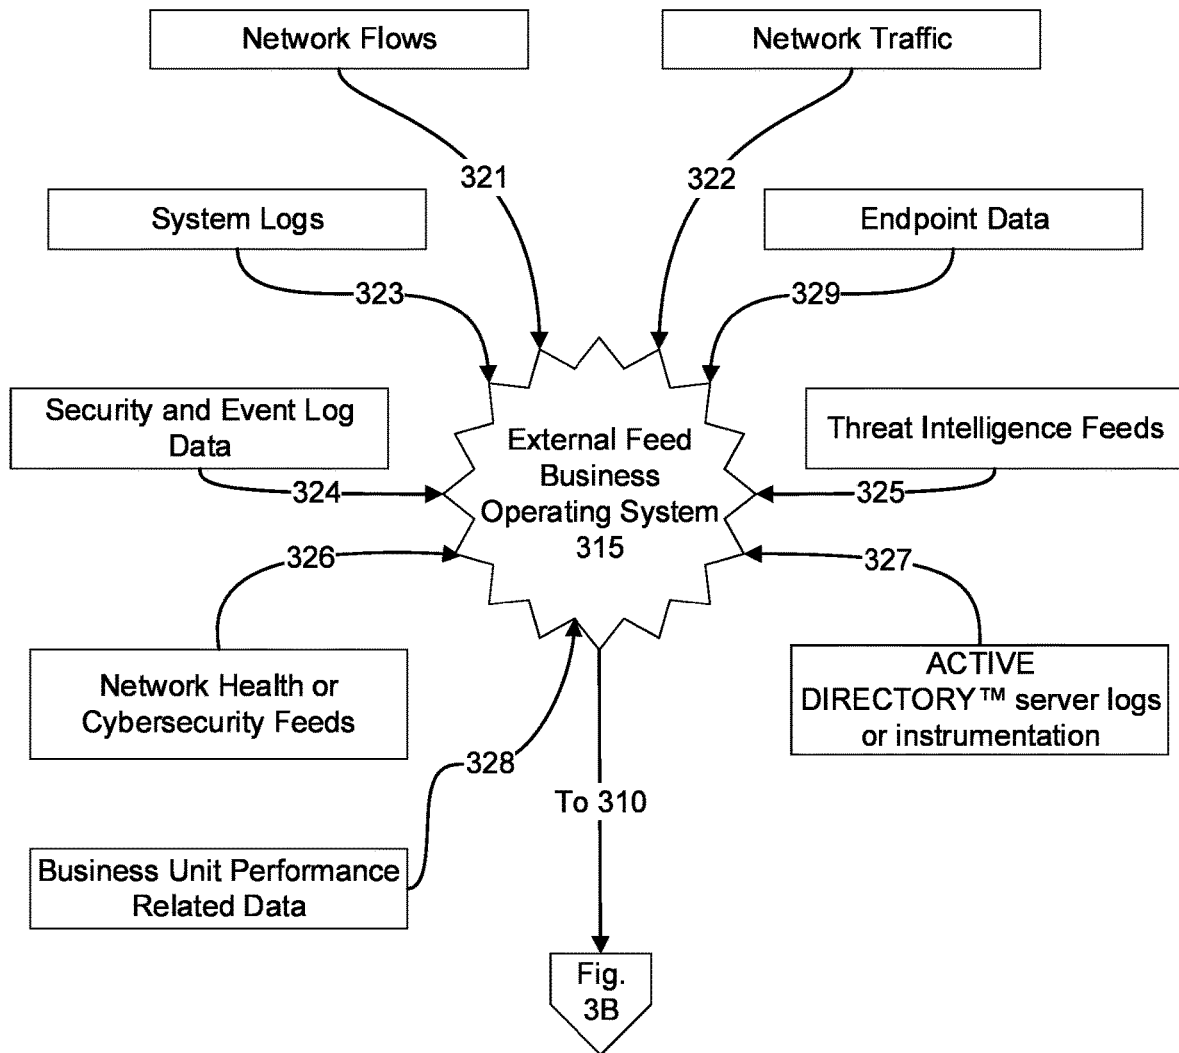 Network Flows
Network Traffic
321
322
System Logs
Endpoint Data
323
329
Security and Event Log
Data
External Feed
Business
Operating System
315
Threat Intelligence Feeds
324
325
326
327
Network Health or
Cybersecurity Feeds
ACTIVE
DIRECTORY™ server logs
or instrumentation
328
To 310
Business Unit Performance
Related Data
Fig.
3B